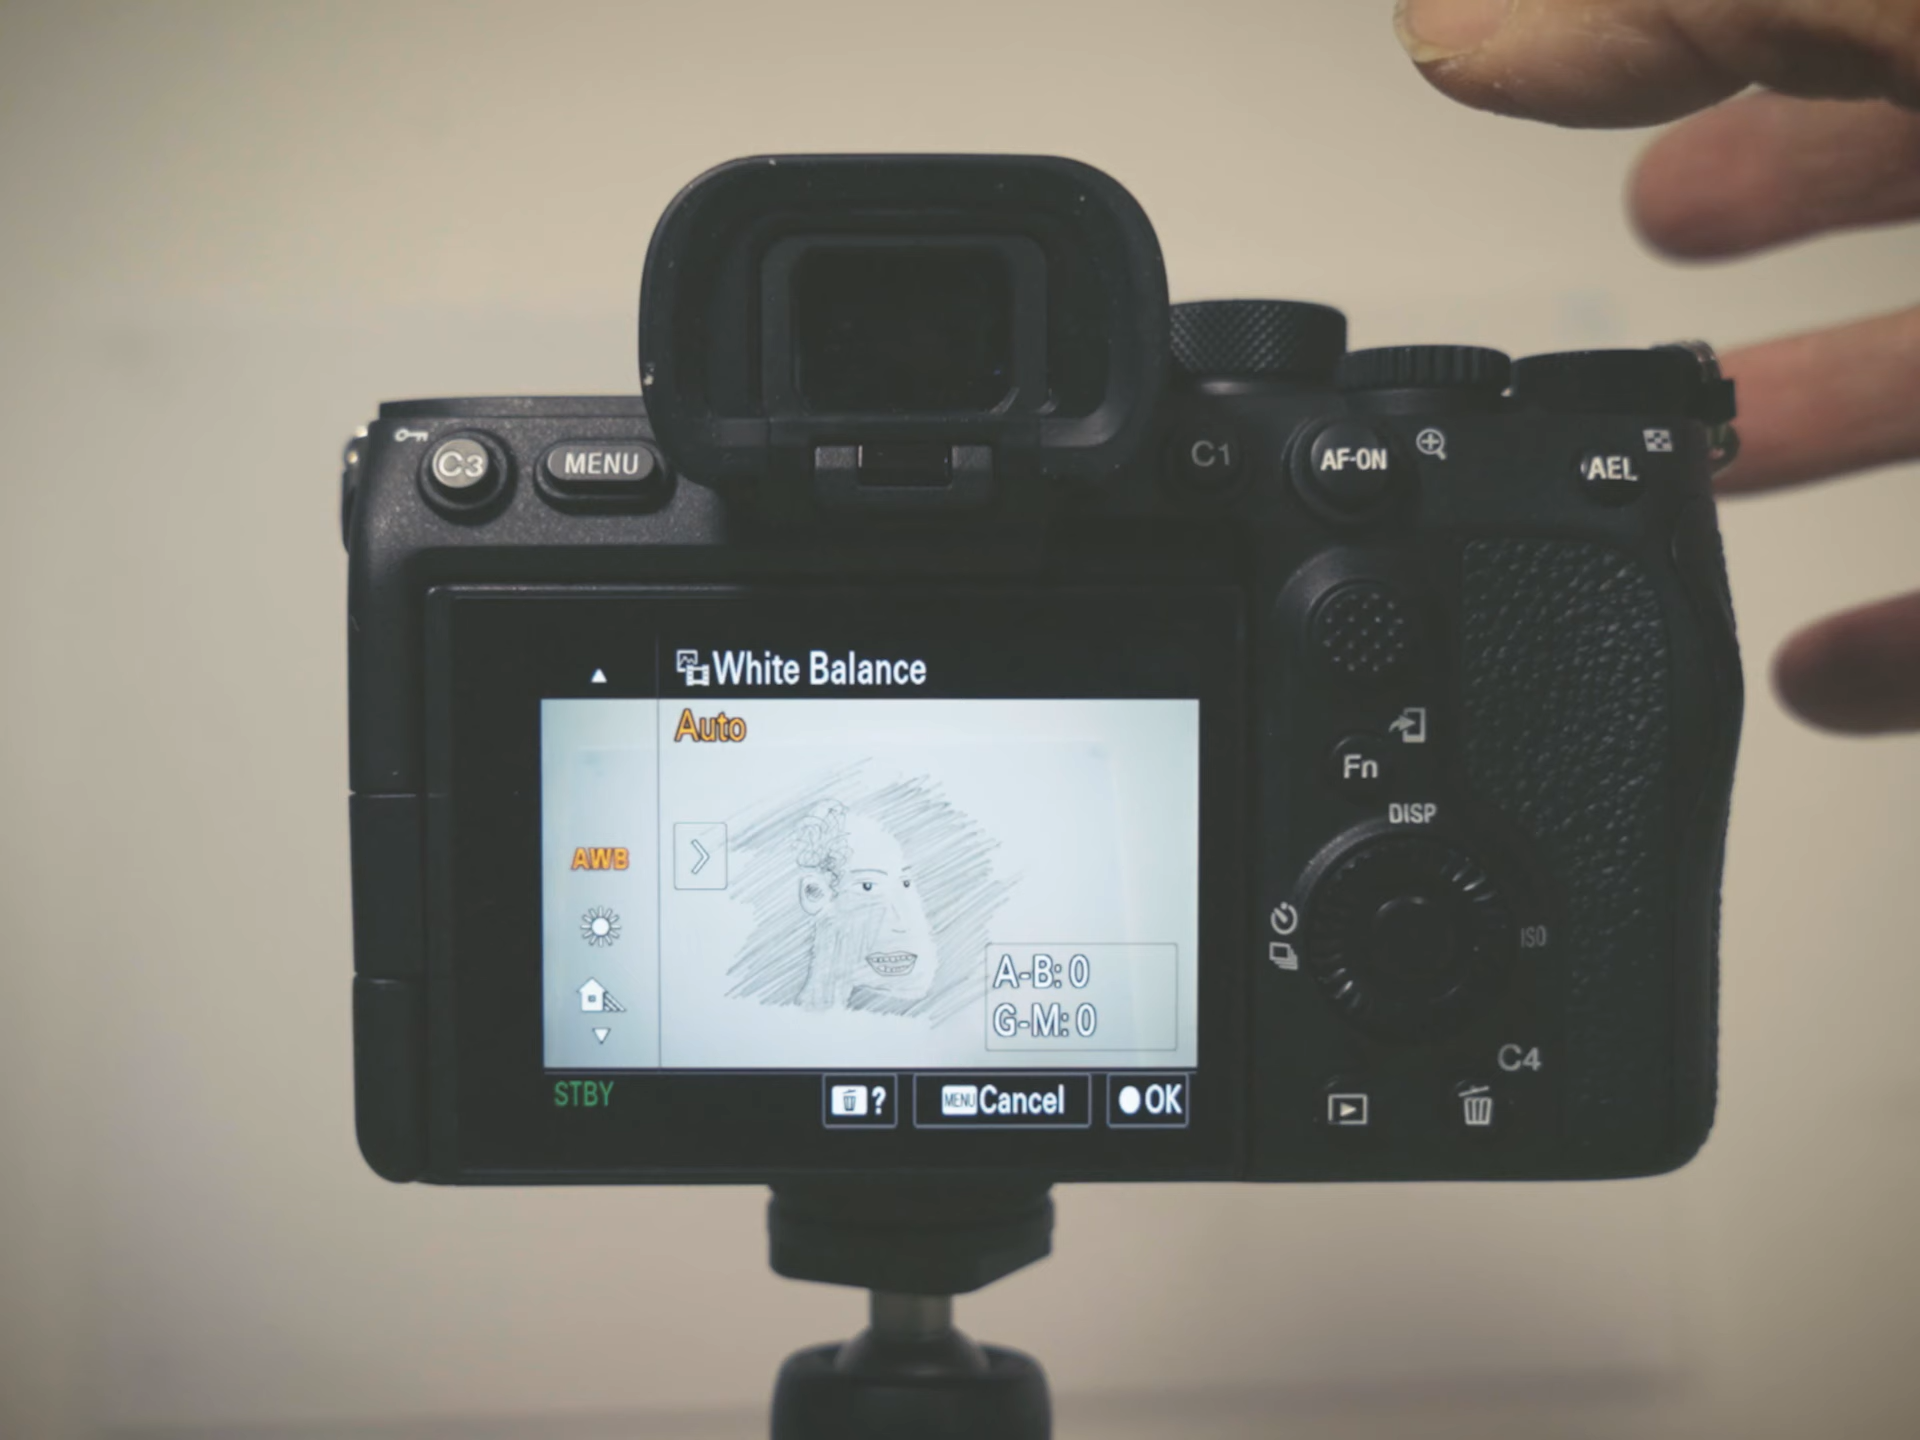 C3
MENU
C1
AF-ON
AEL
White Balance
Auto
AWB
A-B: 0
G-M: 0
STBY
?
MENU Cancel
OK
Fn
DISP
ISO
C4